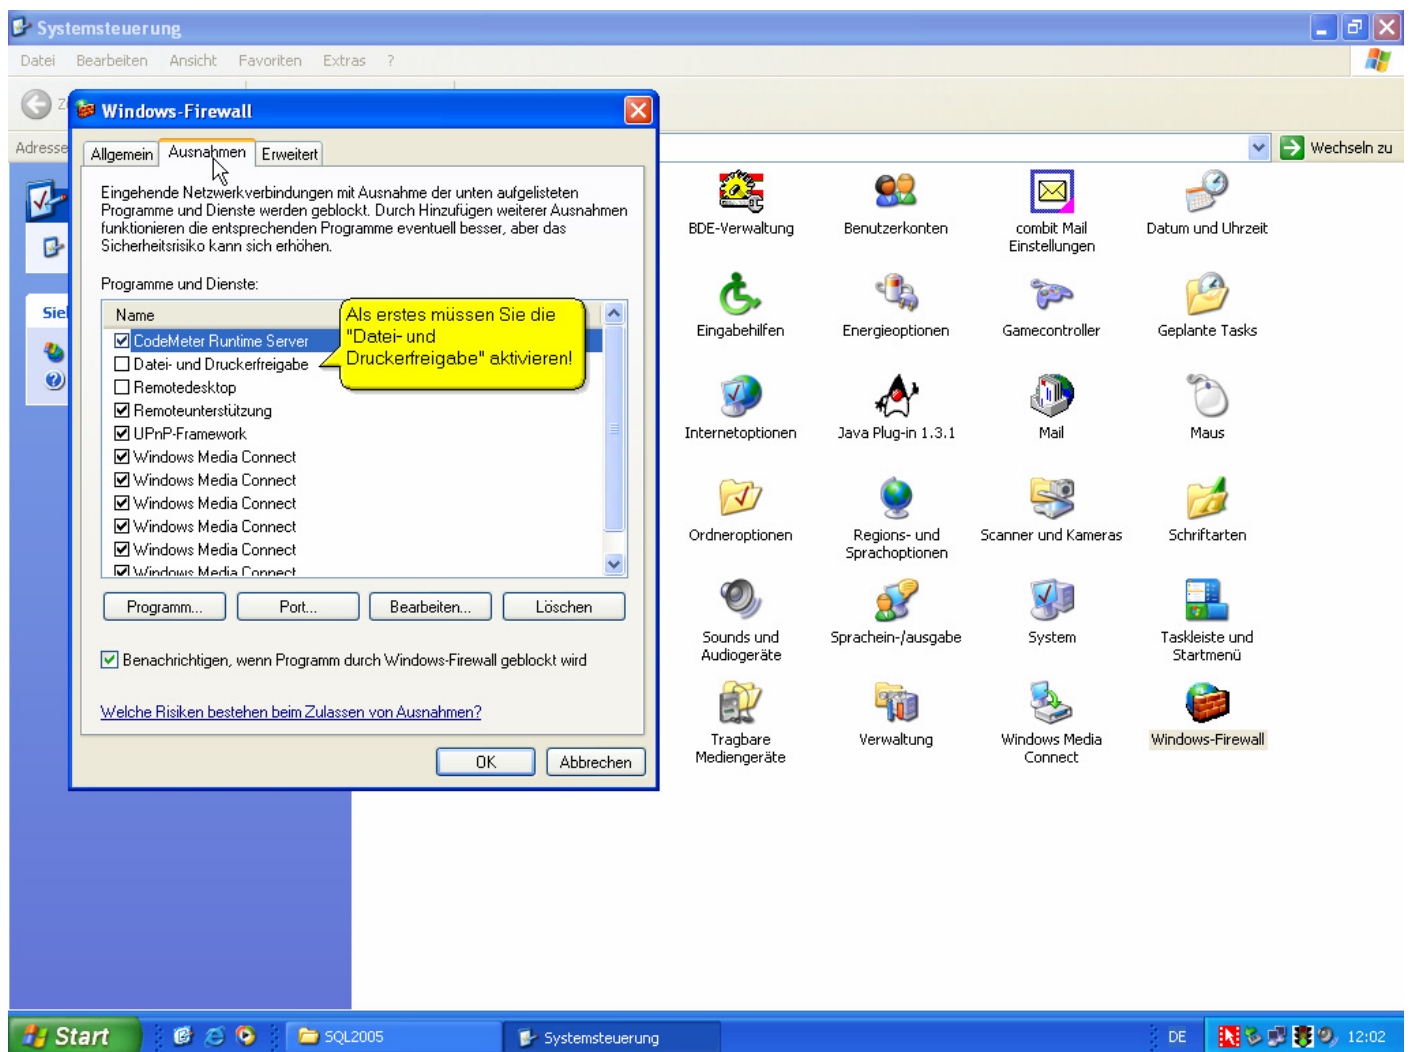 Systemsteuerung
Datei Bearbeiten Ansicht Favoriten Extras ?
Windows-Firewall
Adresse
Wechseln zu
Allgemein Ausnahmen Erweitert
Eingehende Netzwerkverbindungen mit Ausnahme der unten aufgelisteten
Programme und Dienste werden geblockt. Durch Hinzufügen weiterer Ausnahmen
funktionieren die entsprechenden Programme eventuell besser, aber das
Sicherheitsrisiko kann sich erhöhen.
Programme und Dienste:
Name
CodeMeter Runtime Server
Datei- und Druckerfreigabe
Remotedesktop
Remoteunterstützung
UPnP-Framework
Windows Media Connect
Windows Media Connect
Windows Media Connect
Windows Media Connect
Windows Media Connect
Windows Media Connect
Als erstes müssen Sie die
"Datei- und
Druckerfreigabe" aktivieren!
Programm... Port... Bearbeiten... Löschen
Benachrichtigen, wenn Programm durch Windows-Firewall geblockt wird
Welche Risiken bestehen beim Zulassen von Ausnahmen?
OK Abbrechen
BDE-Verwaltung
Benutzerkonten
combit Mail
Einstellungen
Datum und Uhrzeit
Eingabehilfen
Energieoptionen
Gamecontroller
Geplante Tasks
Internetoptionen
Java Plug-in 1.3.1
Mail
Maus
Ordneroptionen
Regions- und
Sprachoptionen
Scanner und Kameras
Schriftarten
Sounds und
Audiogeräte
Sprachein-/ausgabe
System
Taskleiste und
Startmenü
Tragbare
Mediengeräte
Verwaltung
Windows Media
Connect
Windows-Firewall
Start
SQL2005
Systemsteuerung
DE
12:02